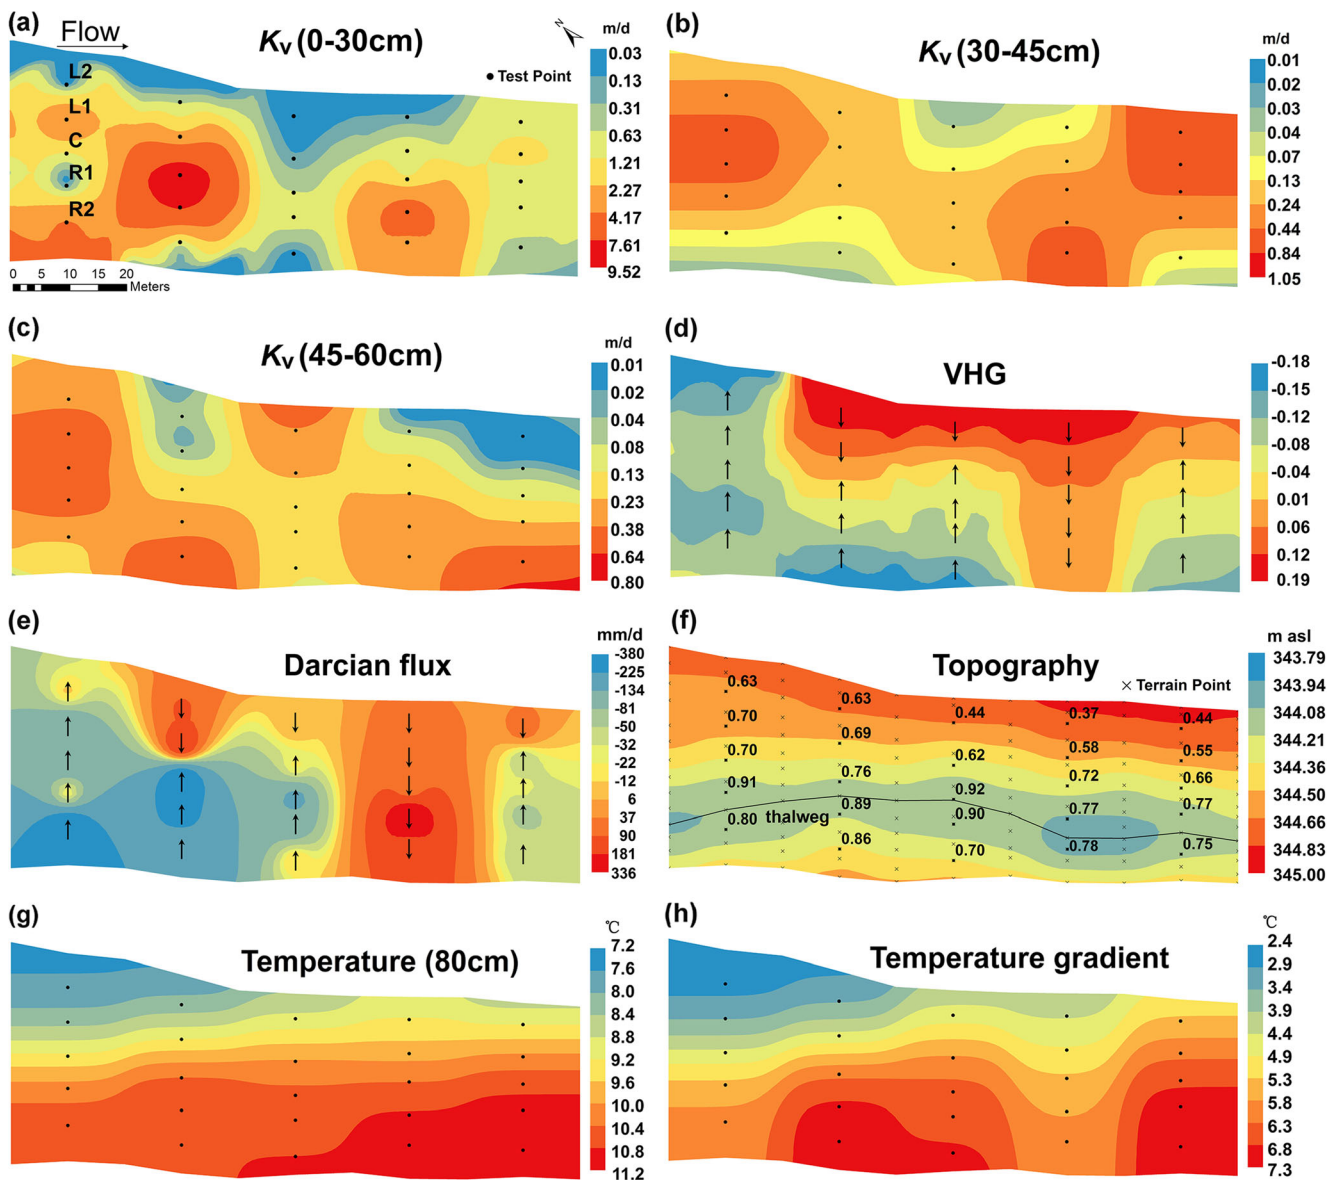 (a)
Flow
Kv (0-30cm)
N
m/d
0.03
0.13
0.31
0.63
1.21
2.27
4.17
7.61
9.52
● Test Point
L2
L1
C
R1
R2
0 5 10 15 20
Meters
(b)
Kv (30-45cm)
m/d
0.01
0.02
0.03
0.04
0.07
0.13
0.24
0.44
0.84
1.05
(c)
Kv (45-60cm)
m/d
0.01
0.02
0.04
0.08
0.13
0.23
0.38
0.64
0.80
(d)
VHG
-0.18
-0.15
-0.12
-0.08
-0.04
0.01
0.06
0.12
0.19
(e)
Darcian flux
mm/d
-380
-225
-134
-81
-50
-32
-22
-12
6
37
90
181
336
(f)
Topography
× Terrain Point
m asl
343.79
343.94
344.08
344.21
344.36
344.50
344.66
344.83
345.00
0.63 0.63 0.44 0.37 0.44
0.70 0.69 0.62 0.58 0.55
0.70 0.76 0.92 0.72 0.66
0.91 0.89 0.90 0.77 0.77
0.80 thalweg 0.86 0.70 0.78 0.75
(g)
Temperature (80cm)
℃
7.2
7.6
8.0
8.4
8.8
9.2
9.6
10.0
10.4
10.8
11.2
(h)
Temperature gradient
℃
2.4
2.9
3.4
3.9
4.4
4.9
5.3
5.8
6.3
6.8
7.3